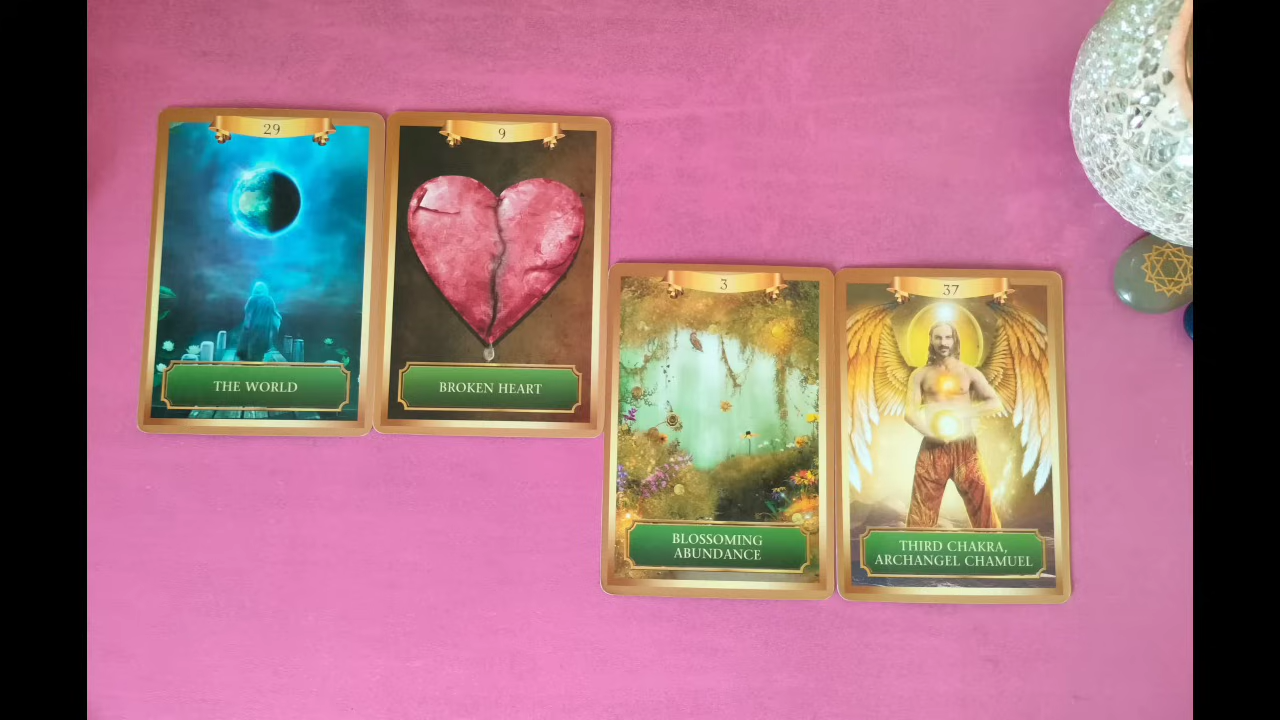 29
THE WORLD
9
BROKEN HEART
3
BLOSSOMING
ABUNDANCE
37
THIRD CHAKRA,
ARCHANGEL CHAMUEL